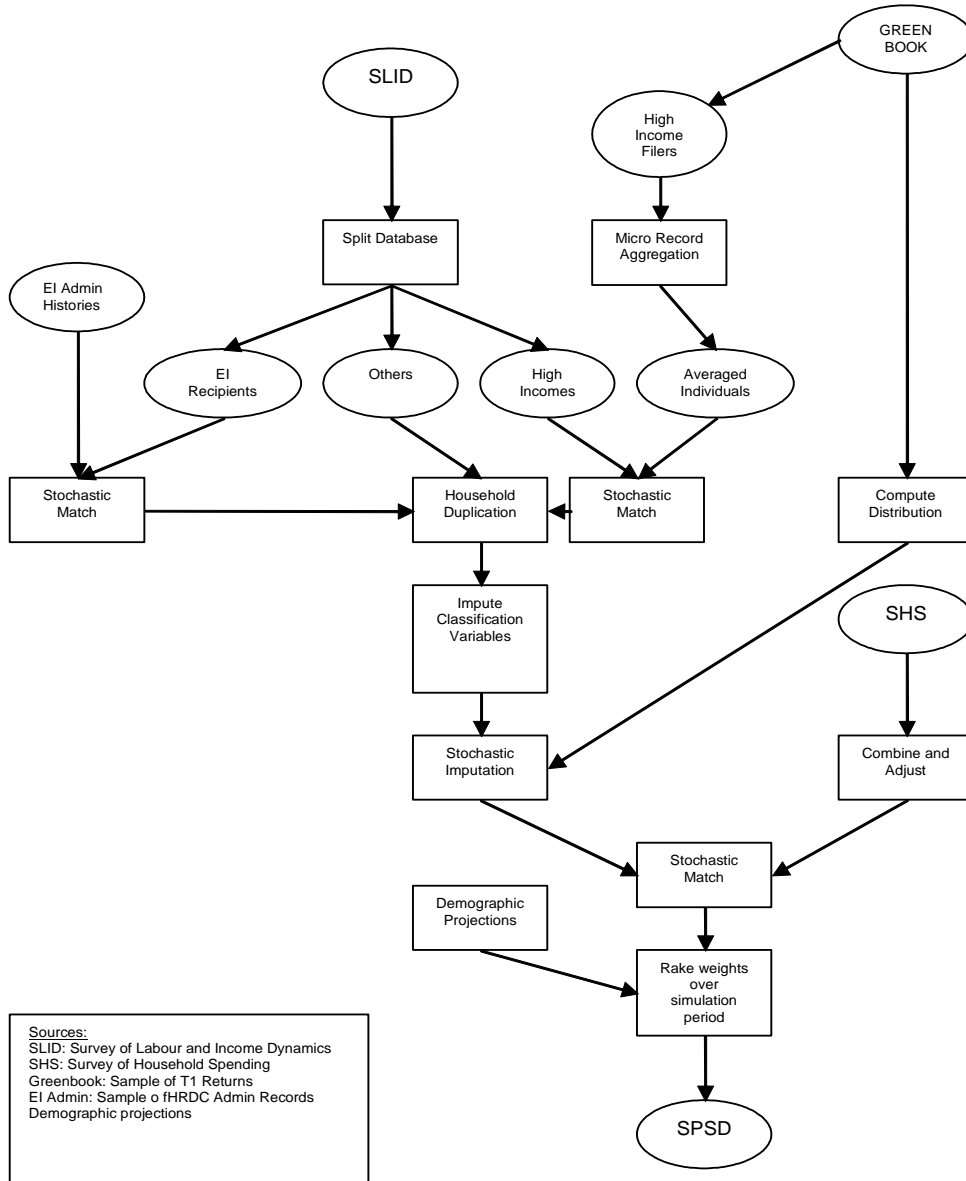 GREEN
BOOK
SLID
High
Income
Filers
Split Database
Micro Record
Aggregation
EI Admin
Histories
EI
Recipients
Others
High
Incomes
Averaged
Individuals
Stochastic
Match
Household
Duplication
Stochastic
Match
Compute
Distribution
Impute
Classification
Variables
SHS
Stochastic
Imputation
Combine and
Adjust
Stochastic
Match
Demographic
Projections
Rake weights
over
simulation
period
Sources:
SLID: Survey of Labour and Income Dynamics
SHS: Survey of Household Spending
Greenbook: Sample of T1 Returns
EI Admin: Sample o fHRDC Admin Records
Demographic projections
SPSD